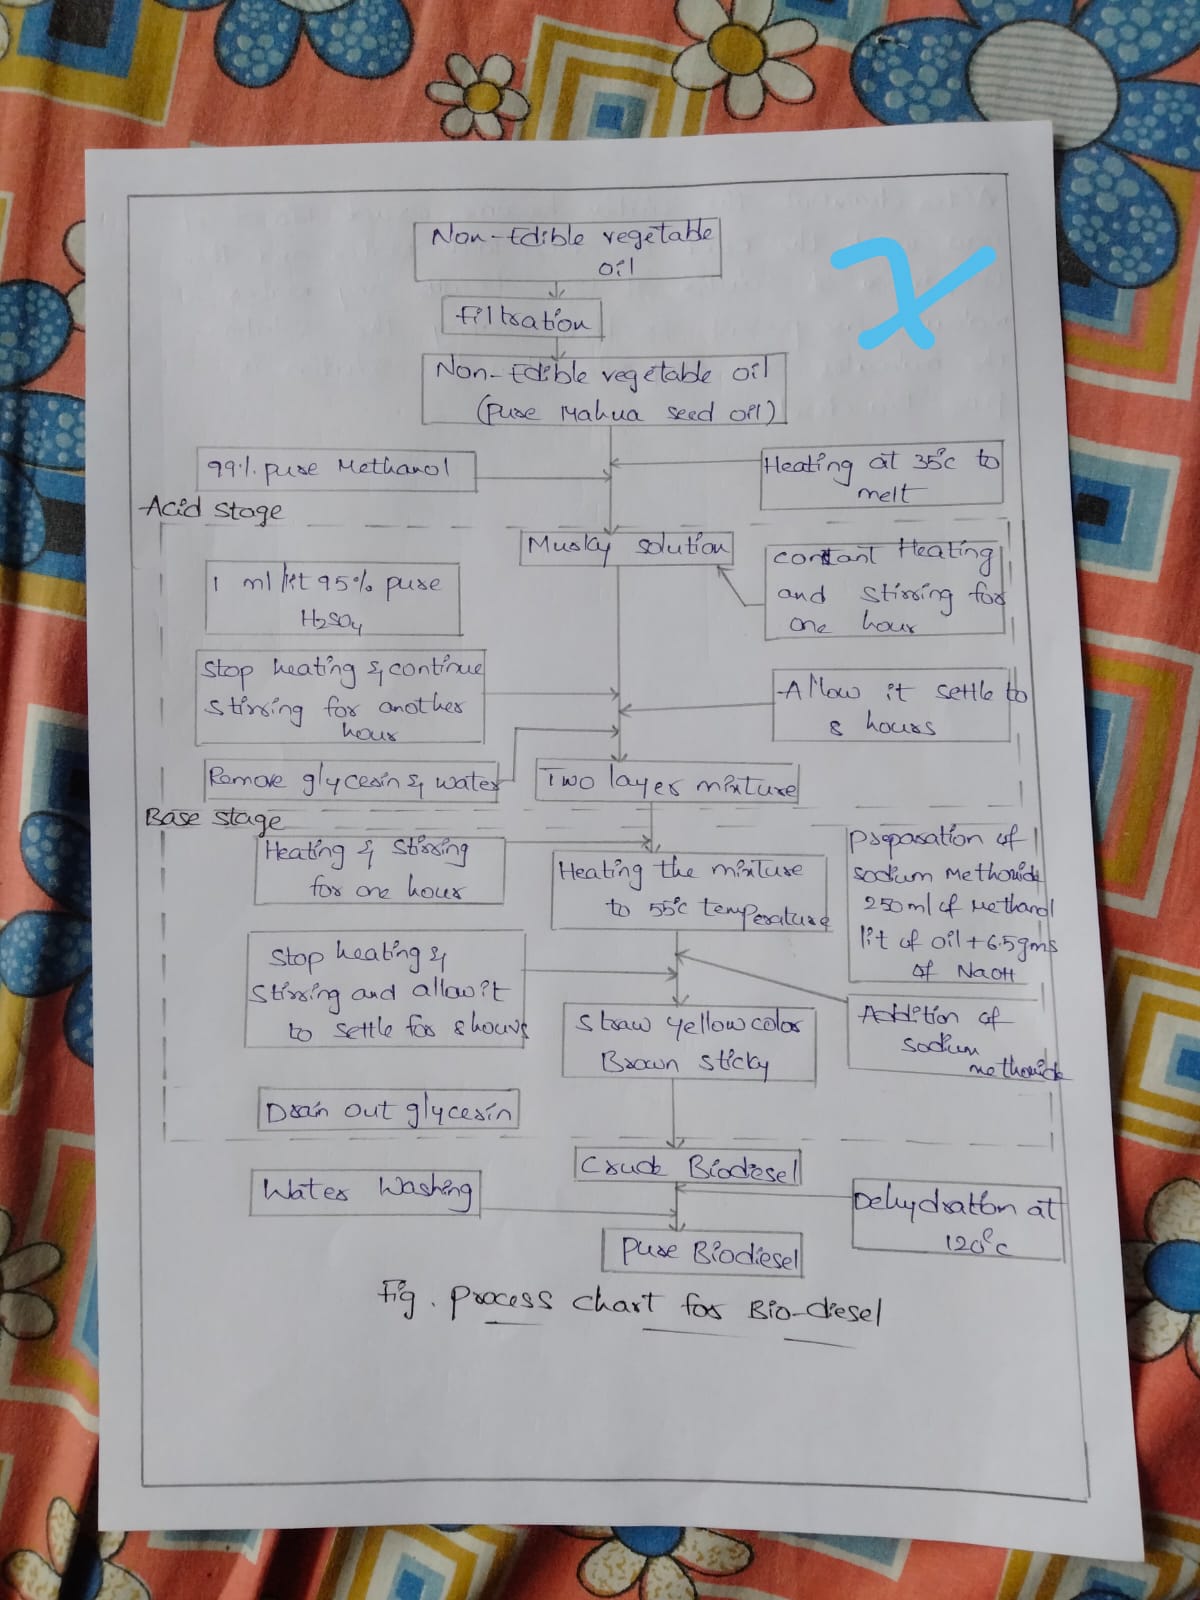 Non-Edible vegetable
oil
Filtration
Non-Edible vegetable oil
(pure Mahua seed oil)
99% pure Methanol
Heating at 35°c to
melt
Acid stage
Musky solution
constant Heating
and stirring for
one hour
1 ml/lit 95% pure
H₂SO₄
Stop heating & continue
stirring for another
hour
Allow it settle to
8 hours
Remove glycerin & water
Two layer mixture
Base stage
Heating & stirring
for one hour
Heating the mixture
to 55°c temperature
Preparation of
sodium Methoxide
250 ml of Methanol
lit of oil + 6.5gms
of NaOH
Stop heating &
stirring and allow it
to settle for 8 hours
Straw yellow color
Brown sticky
Addition of
sodium
methoxide
Drain out glycerin
Crude Biodiesel
Water Washing
Dehydration at
120°c
Pure Biodiesel
Fig. Process chart for Bio-diesel